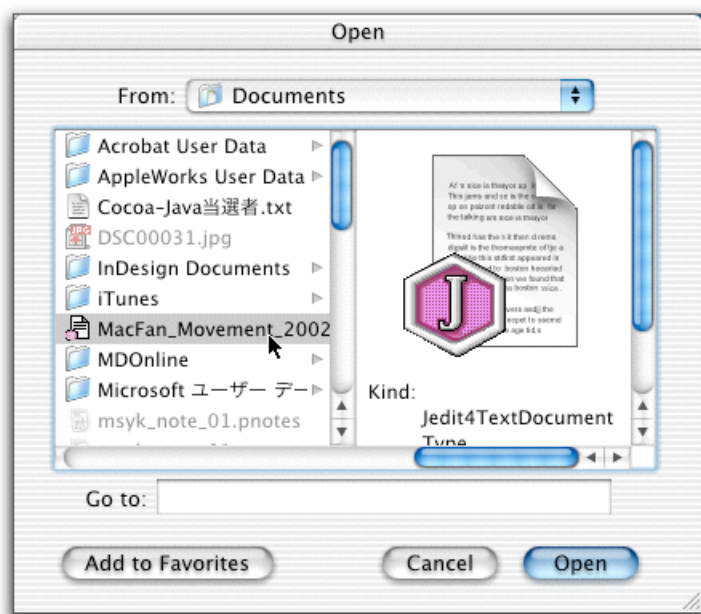 Open
From: Documents
Acrobat User Data
AppleWorks User Data
Cocoa-Java当選者.txt
DSC00031.jpg
InDesign Documents
iTunes
MacFan_Movement_2002
MDOnline
Microsoft ユーザー デー
msyk_note_01.pnotes
J
Kind:
Jedit4TextDocument
Type
Go to:
Add to Favorites
Cancel
Open